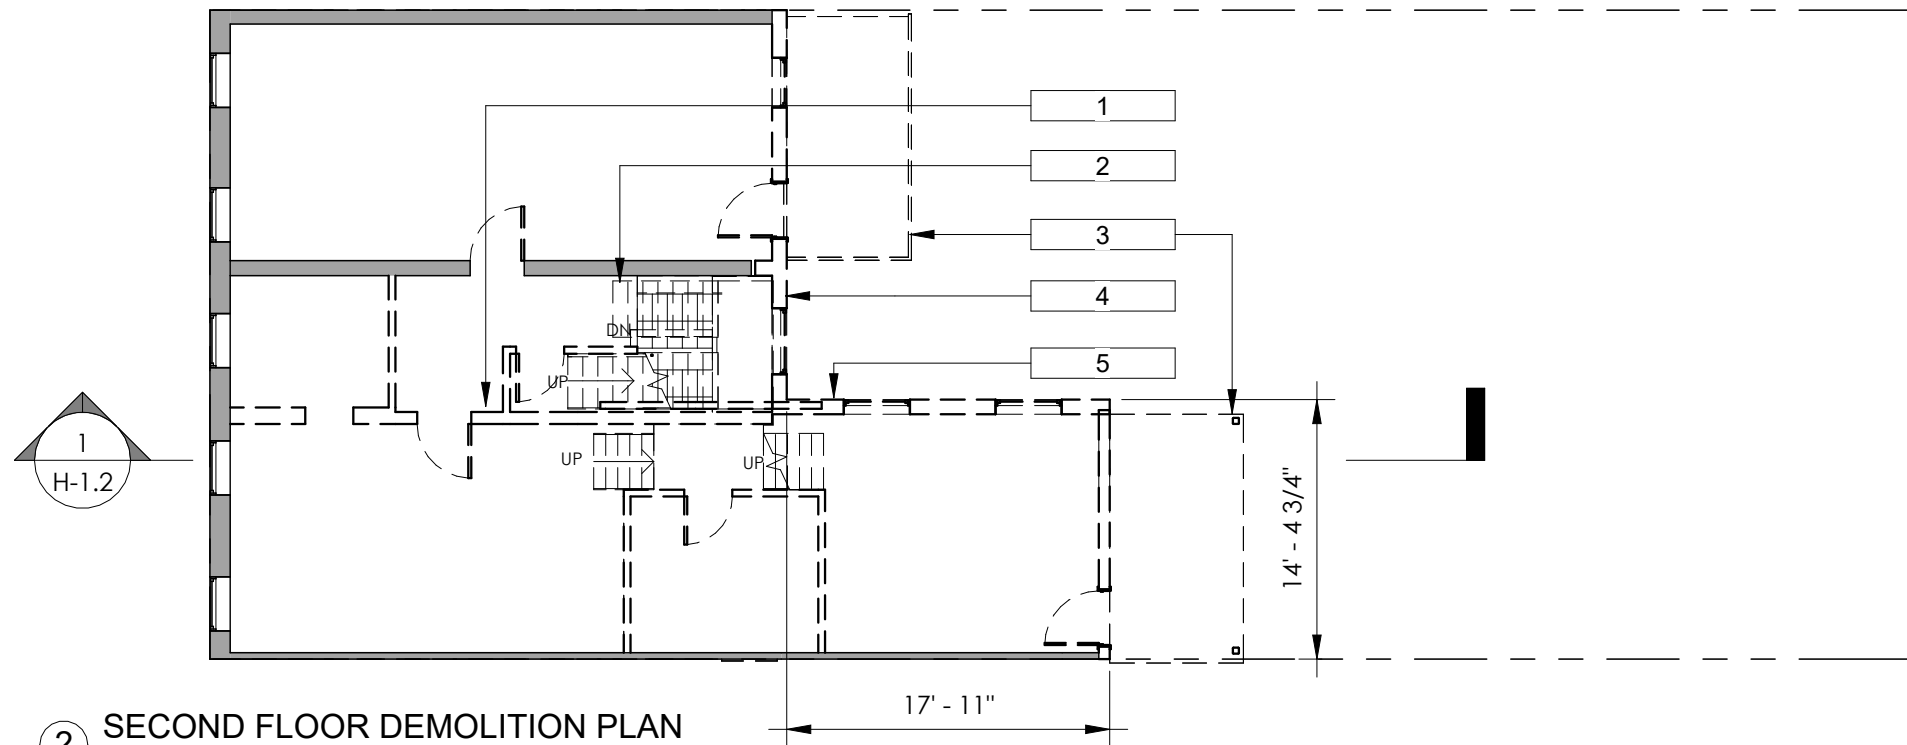 1
2
3
4
5
DN
UP
UP
UP
1
H-1.2
14' - 4 3/4"
17' - 11"
2
SECOND FLOOR DEMOLITION PLAN